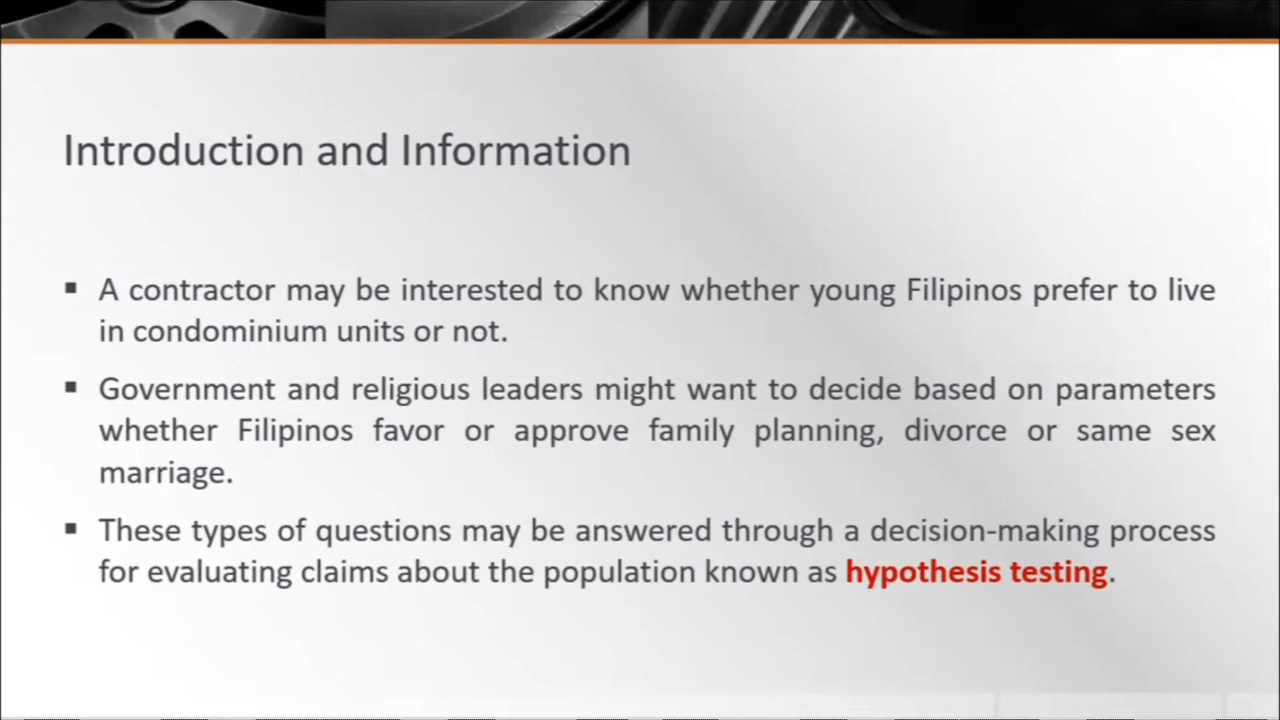 Introduction and Information
▪ A contractor may be interested to know whether young Filipinos prefer to live
in condominium units or not.
▪ Government and religious leaders might want to decide based on parameters
whether Filipinos favor or approve family planning, divorce or same sex
marriage.
▪ These types of questions may be answered through a decision-making process
for evaluating claims about the population known as hypothesis testing.